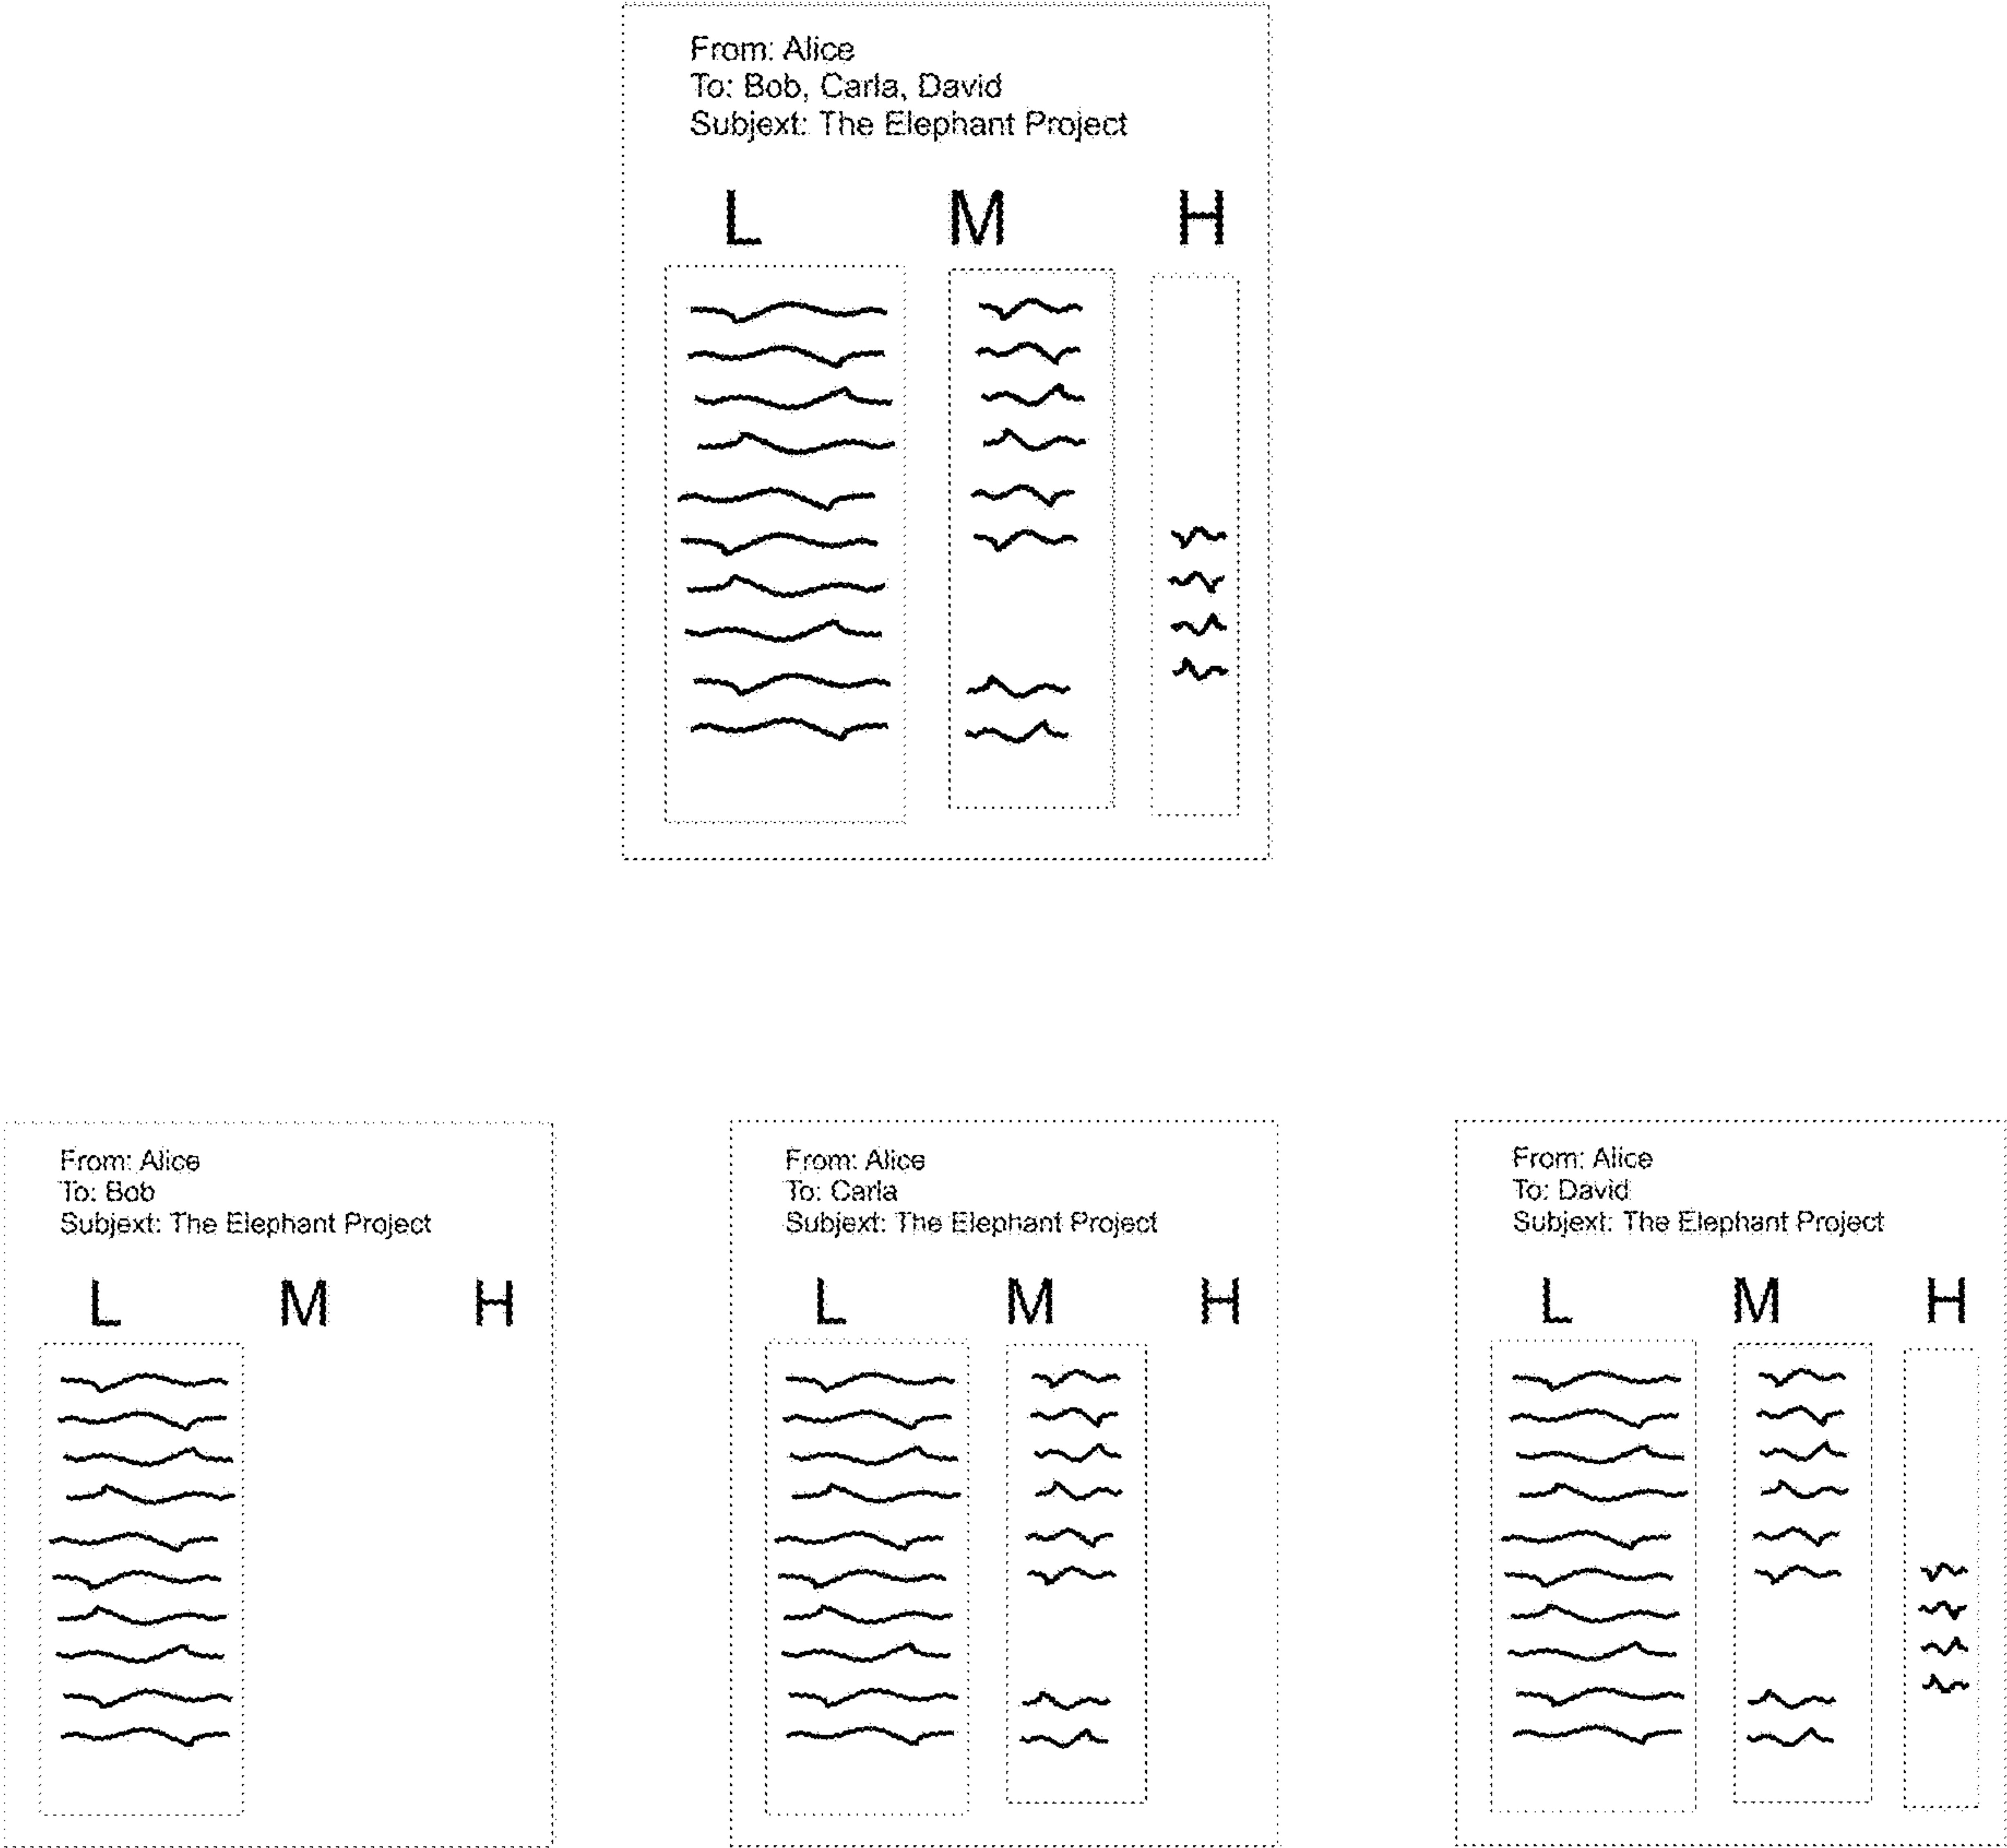 From: Alice
To: Bob, Carla, David
Subjext: The Elephant Project
L M H
From: Alice
To: Bob
Subjext: The Elephant Project
L M H
From: Alice
To: Carla
Subjext: The Elephant Project
L M H
From: Alice
To: David
Subjext: The Elephant Project
L M H